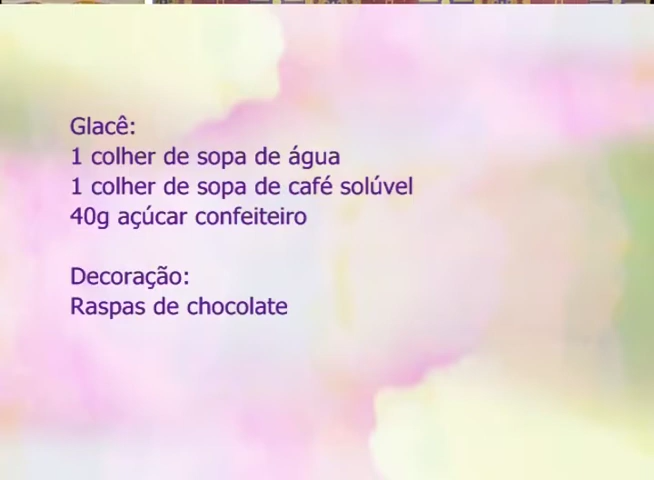 Glacê:
1 colher de sopa de água
1 colher de sopa de café solúvel
40g açúcar confeiteiro
Decoração:
Raspas de chocolate